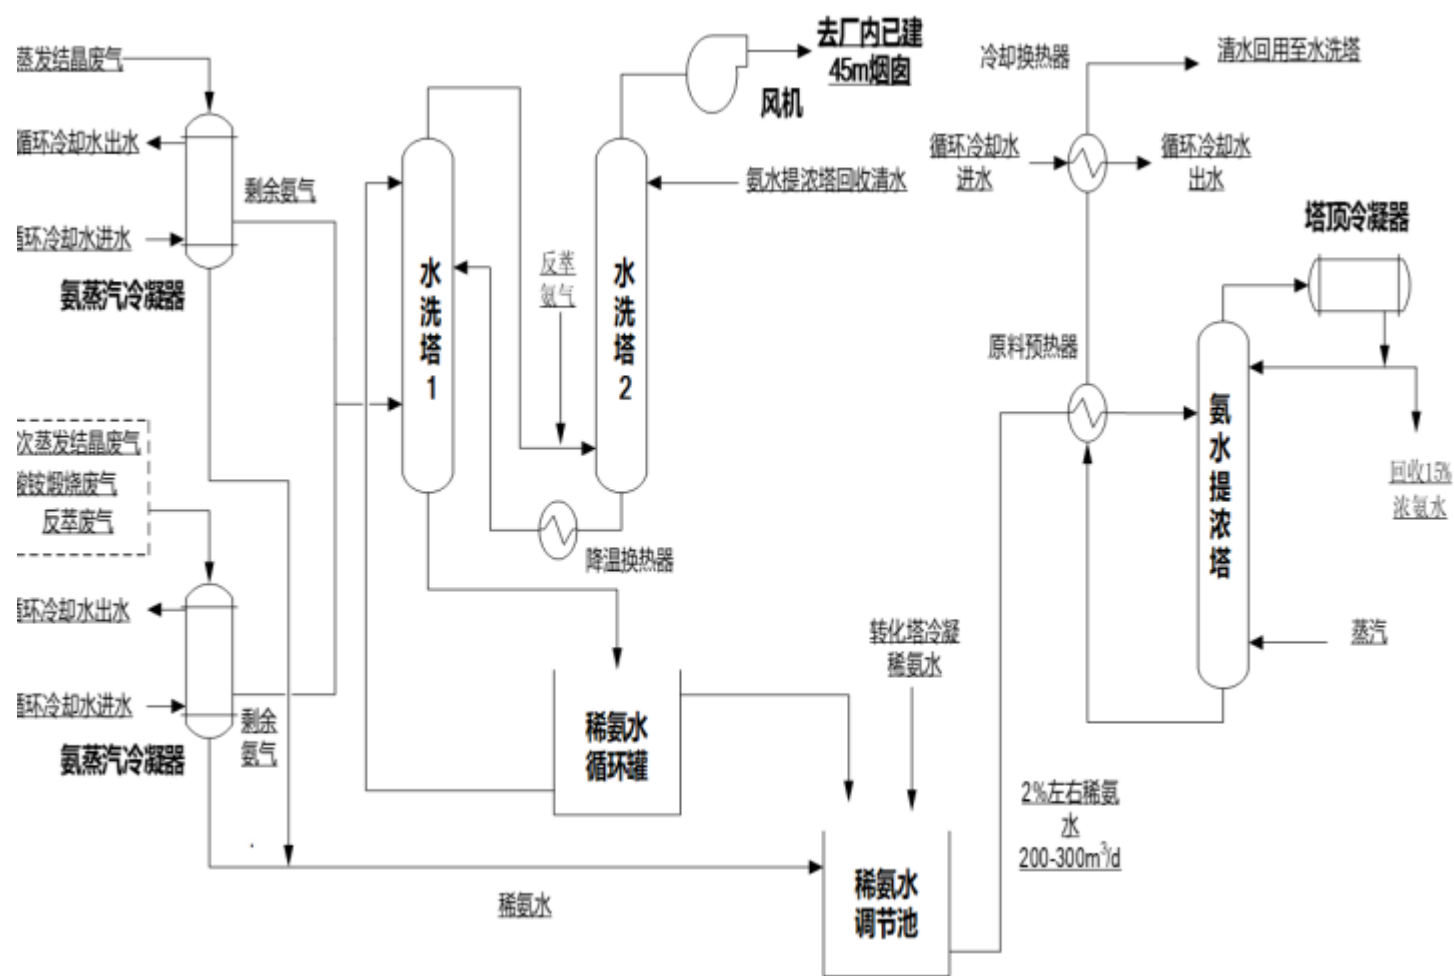 蒸发结晶废气
循环冷却水出水
剩余氨气
循环冷却水进水
氨蒸汽冷凝器
次蒸发结晶废气
酸铵煅烧废气
反萃废气
循环冷却水出水
循环冷却水进水
剩余
氨气
氨蒸汽冷凝器
水
洗
塔
1
反萃
氨气
水
洗
塔
2
去厂内已建
45m烟囱
风机
氨水提浓塔回收清水
降温换热器
稀氨水
循环罐
稀氨水
转化塔冷凝
稀氨水
稀氨水
调节池
2%左右稀氨
水
200-300m³/d
冷却换热器
清水回用至水洗塔
循环冷却水
进水
循环冷却水
出水
塔顶冷凝器
原料预热器
氨
水
提
浓
塔
回收15%
浓氨水
蒸汽